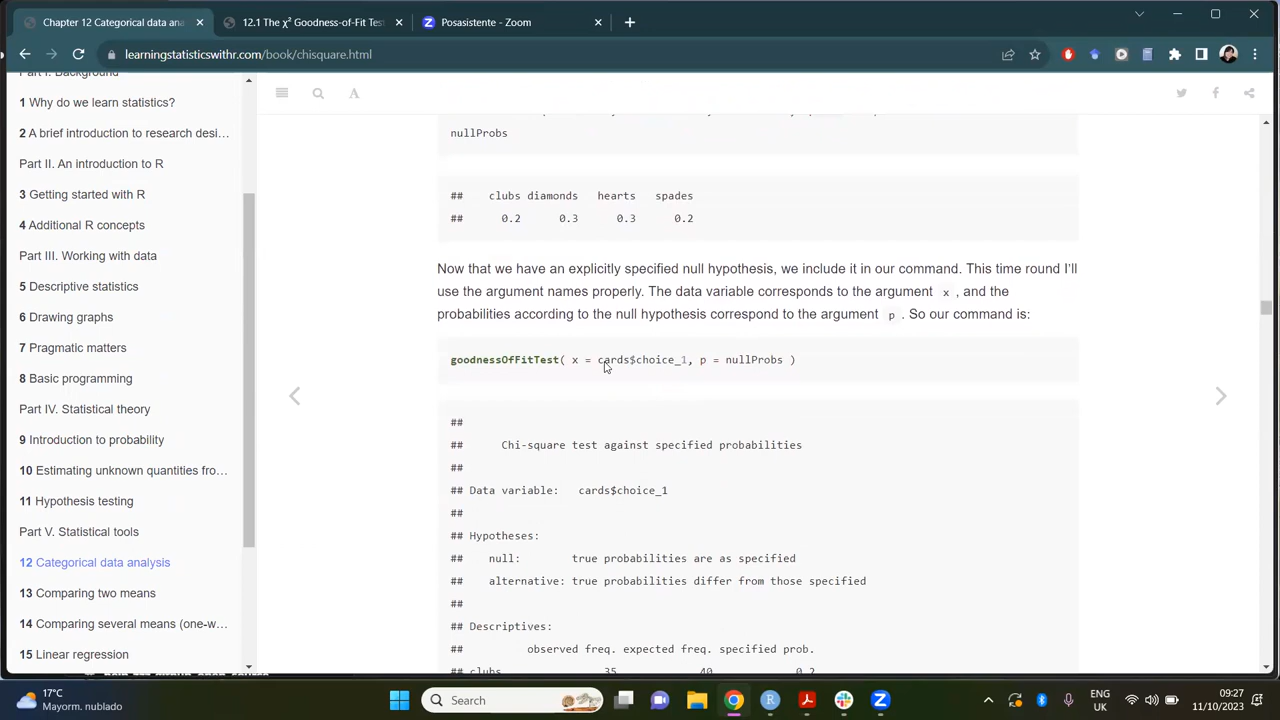 Chapter 12 Categorical data an
12.1 The χ² Goodness-of-Fit Tes
Posasistente - Zoom
learningstatisticswithr.com/book/chisquare.html
Part I. Background
1 Why do we learn statistics?
2 A brief introduction to research desi...
Part II. An introduction to R
3 Getting started with R
4 Additional R concepts
Part III. Working with data
5 Descriptive statistics
6 Drawing graphs
7 Pragmatic matters
8 Basic programming
Part IV. Statistical theory
9 Introduction to probability
10 Estimating unknown quantities fro...
11 Hypothesis testing
Part V. Statistical tools
12 Categorical data analysis
13 Comparing two means
14 Comparing several means (one-w...
15 Linear regression
A
nullProbs
## clubs diamonds hearts spades
## 0.2 0.3 0.3 0.2
Now that we have an explicitly specified null hypothesis, we include it in our command. This time round I'll
use the argument names properly. The data variable corresponds to the argument x , and the
probabilities according to the null hypothesis correspond to the argument p . So our command is:
goodnessOfFitTest( x = cards$choice_1, p = nullProbs )
##
## Chi-square test against specified probabilities
##
## Data variable: cards$choice_1
##
## Hypotheses:
## null: true probabilities are as specified
## alternative: true probabilities differ from those specified
##
## Descriptives:
## observed freq. expected freq. specified prob.
## clubs 35 40 0.2
17°C
Mayorm. nublado
Search
ENG
UK
09:27
11/10/2023